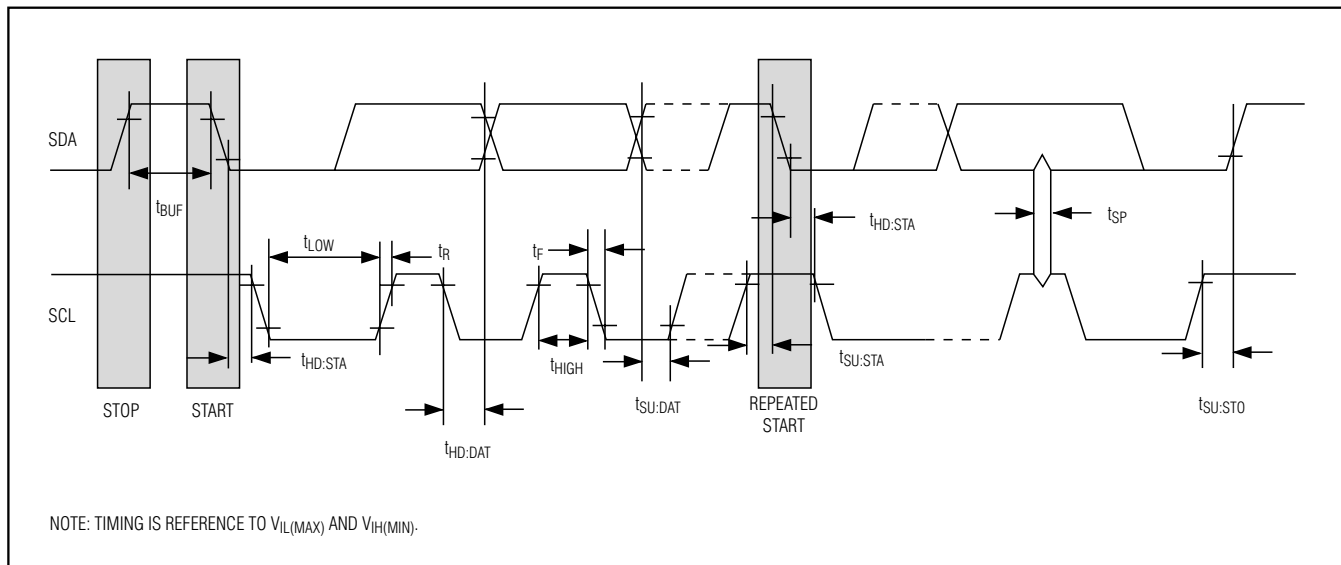 SDA
tBUF
tLOW
tR
tF
tHD:STA
tSP
SCL
tHD:STA
tHIGH
tSU:STA
STOP
START
tSU:DAT
REPEATED
START
tSU:STO
tHD:DAT
NOTE: TIMING IS REFERENCE TO VIL(MAX) AND VIH(MIN).